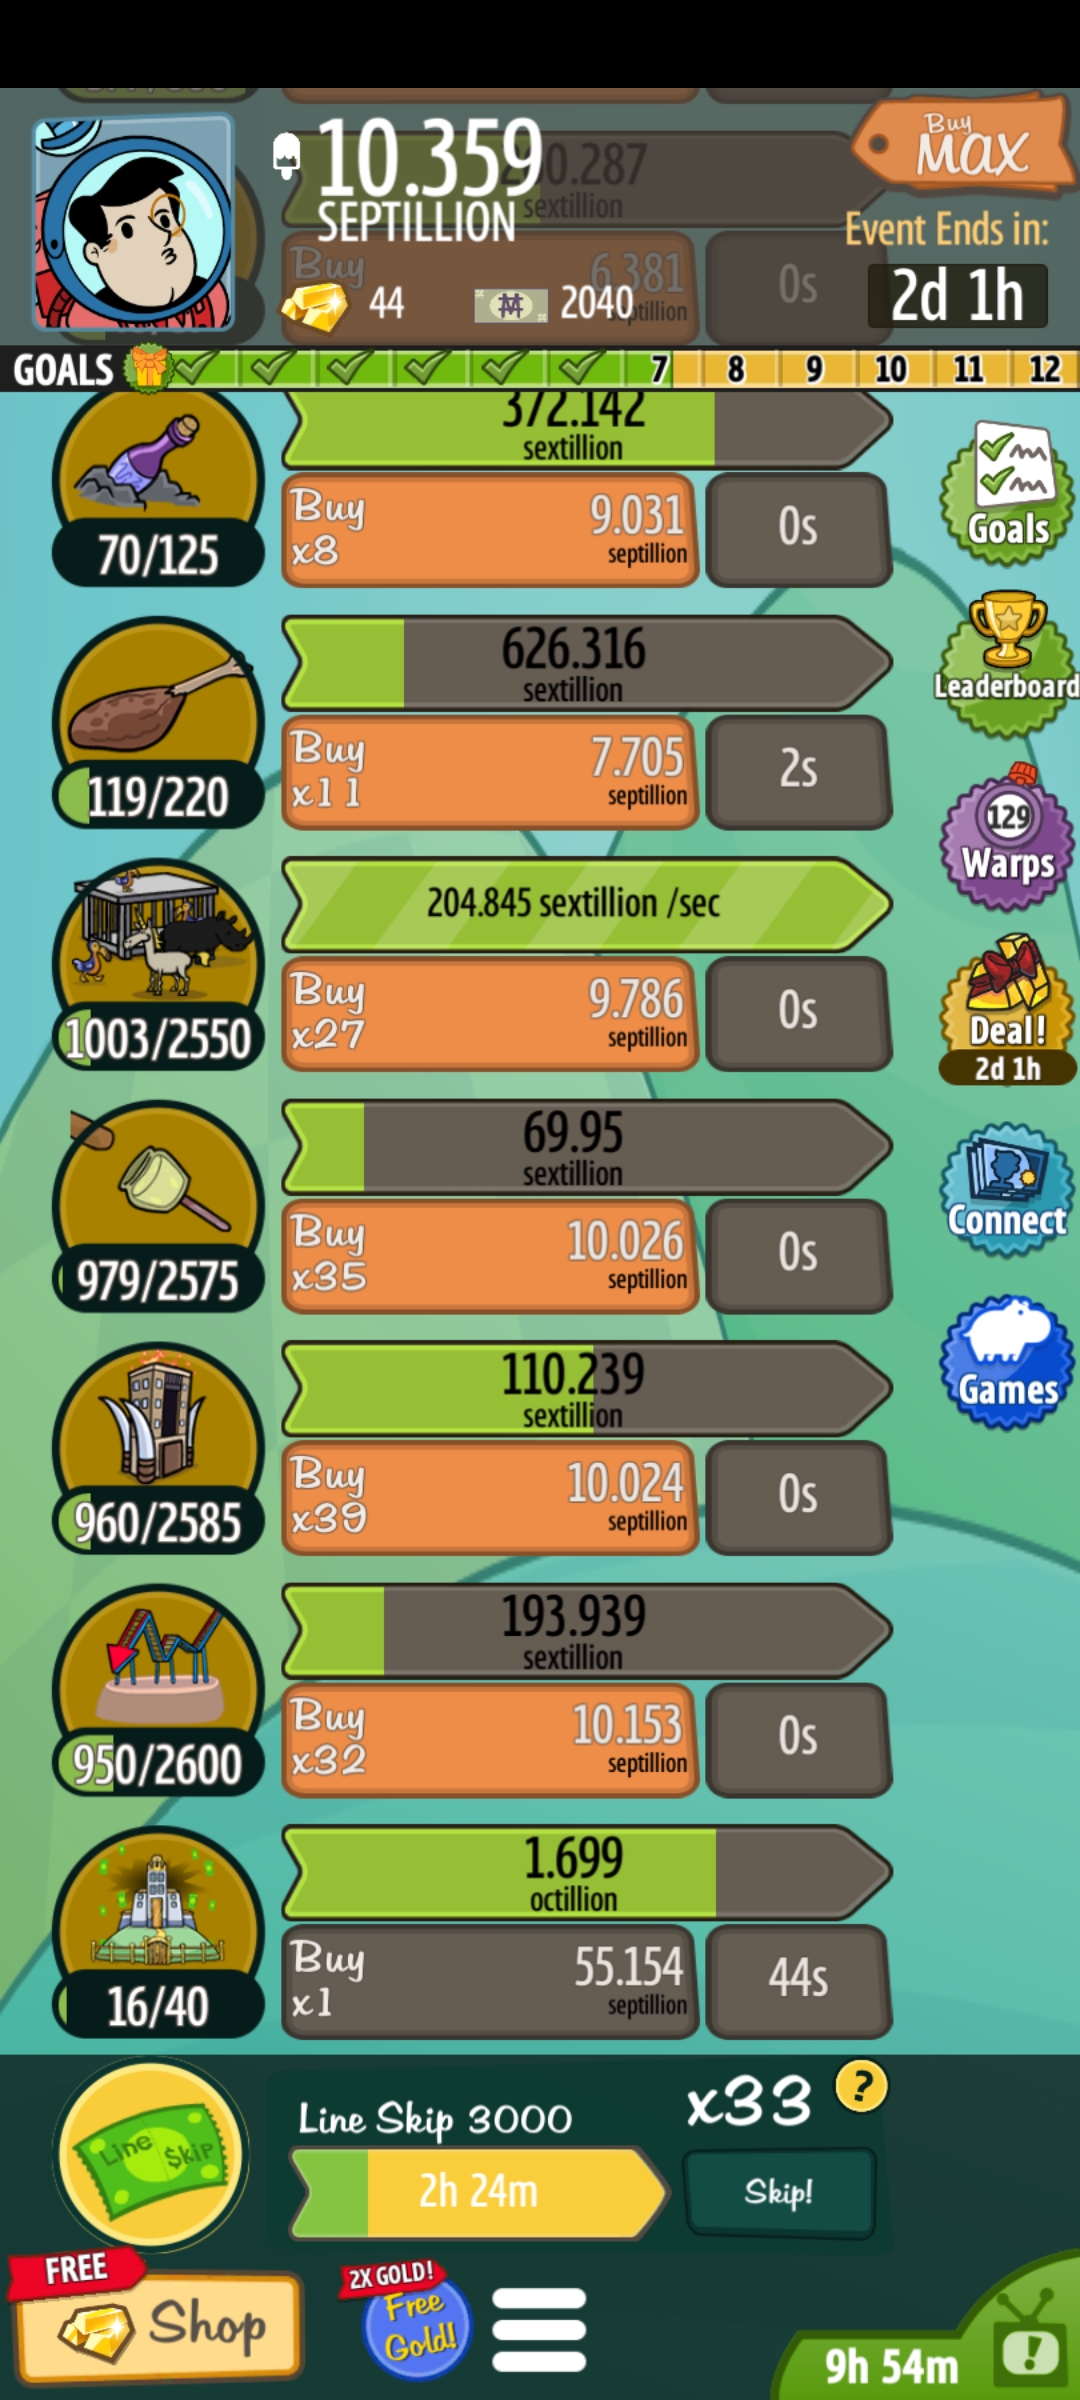 10.359
SEPTILLION
0.287
sextillion
Buy
6.381
44
2040
Buy
MAX
Event Ends in:
2d 1h
0s
GOALS 7 8 9 10 11 12
372.142
sextillion
Buy
x8
9.031
septillion
0s
70/125
Goals
626.316
sextillion
Buy
x11
7.705
septillion
2s
119/220
Leaderboard
129
Warps
204.845 sextillion /sec
Buy
x27
9.786
septillion
0s
1003/2550
Deal!
2d 1h
69.95
sextillion
Buy
x35
10.026
septillion
0s
979/2575
Connect
110.239
sextillion
Buy
x39
10.024
septillion
0s
960/2585
Games
193.939
sextillion
Buy
x32
10.153
septillion
0s
950/2600
1.699
octillion
Buy
x1
55.154
septillion
44s
16/40
Line Skip
Line Skip 3000
x33
?
2h 24m
Skip!
FREE
Shop
2X GOLD!
Free
Gold!
9h 54m
!